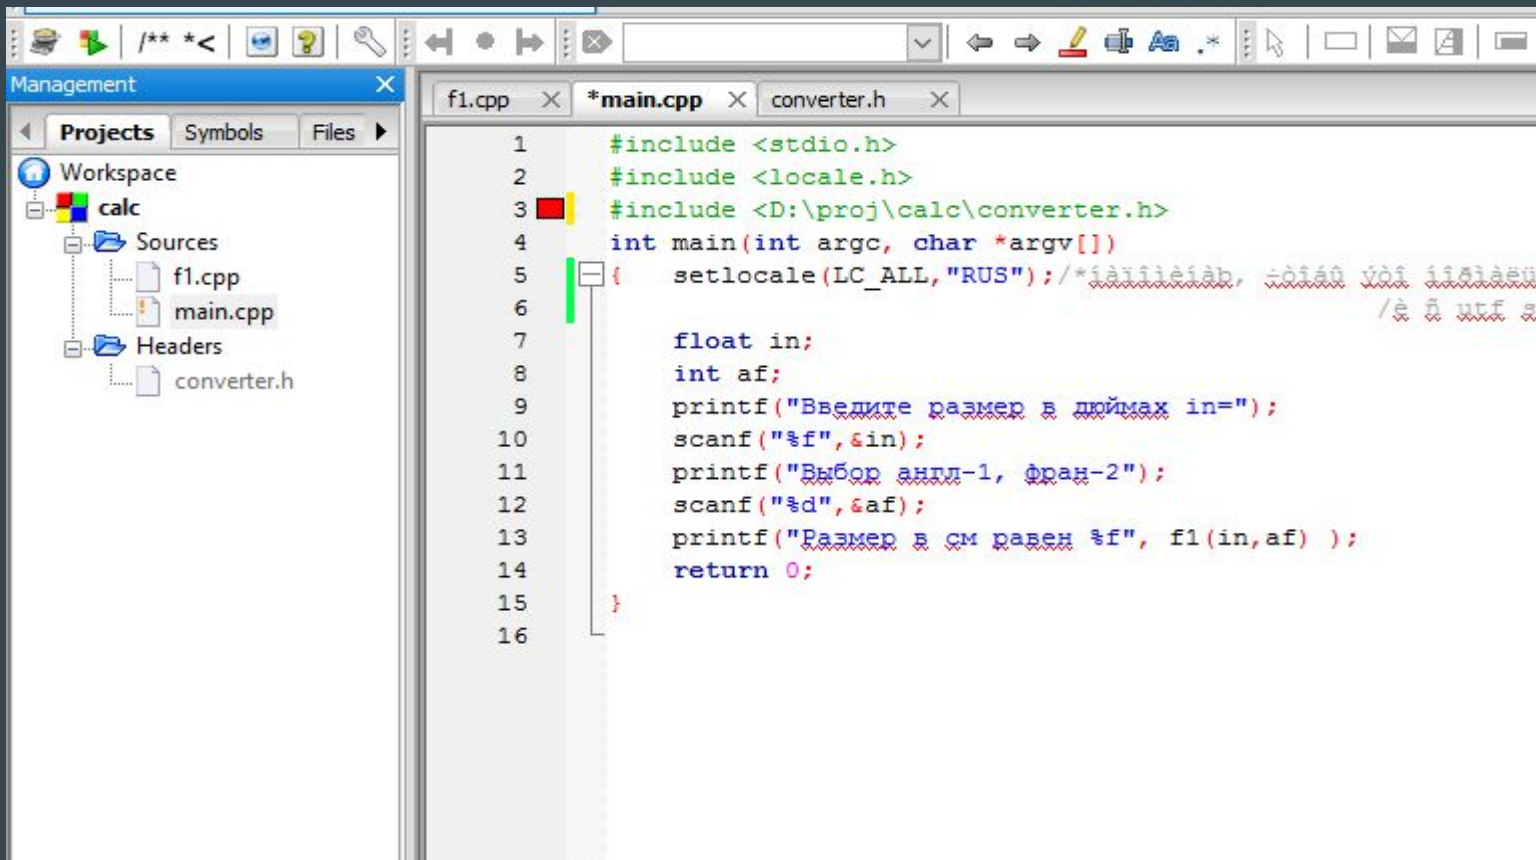 /** *<
Management
Projects Symbols Files
Workspace
calc
Sources
f1.cpp
main.cpp
Headers
converter.h
f1.cpp *main.cpp converter.h
1 #include <stdio.h>
2 #include <locale.h>
3 #include <D:\proj\calc\converter.h>
4 int main(int argc, char *argv[])
5 { setlocale(LC_ALL,"RUS");/*íàïîìèíàþ, ÷òîáû ýòî
6 /è ñ utf
7 float in;
8 int af;
9 printf("Введите размер в дюймах in=");
10 scanf("%f",&in);
11 printf("Выбор англ-1, фран-2");
12 scanf("%d",&af);
13 printf("Размер в см равен %f", f1(in,af) );
14 return 0;
15 }
16